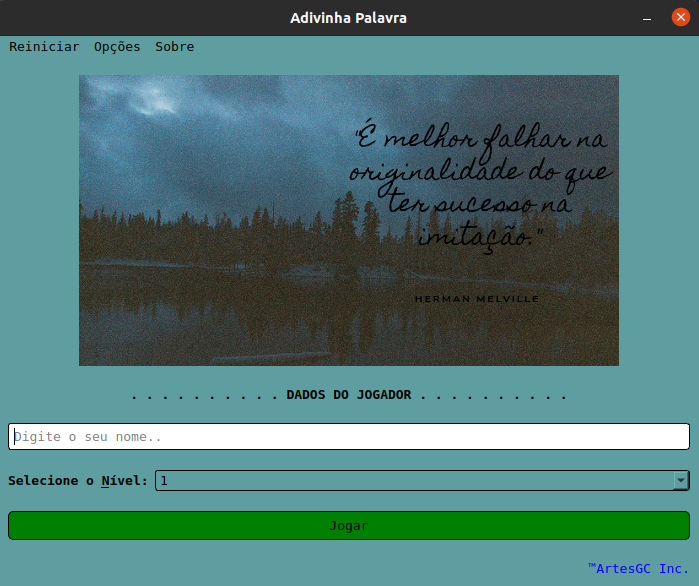 Adivinha Palavra
Reiniciar Opções Sobre
"É melhor falhar na
originalidade do que
ter sucesso na
imitação."
HERMAN MELVILLE
. . . . . . . . . . DADOS DO JOGADOR . . . . . . . . . .
Digite o seu nome..
Selecione o Nível: 1
Jogar
™ArtesGC Inc.